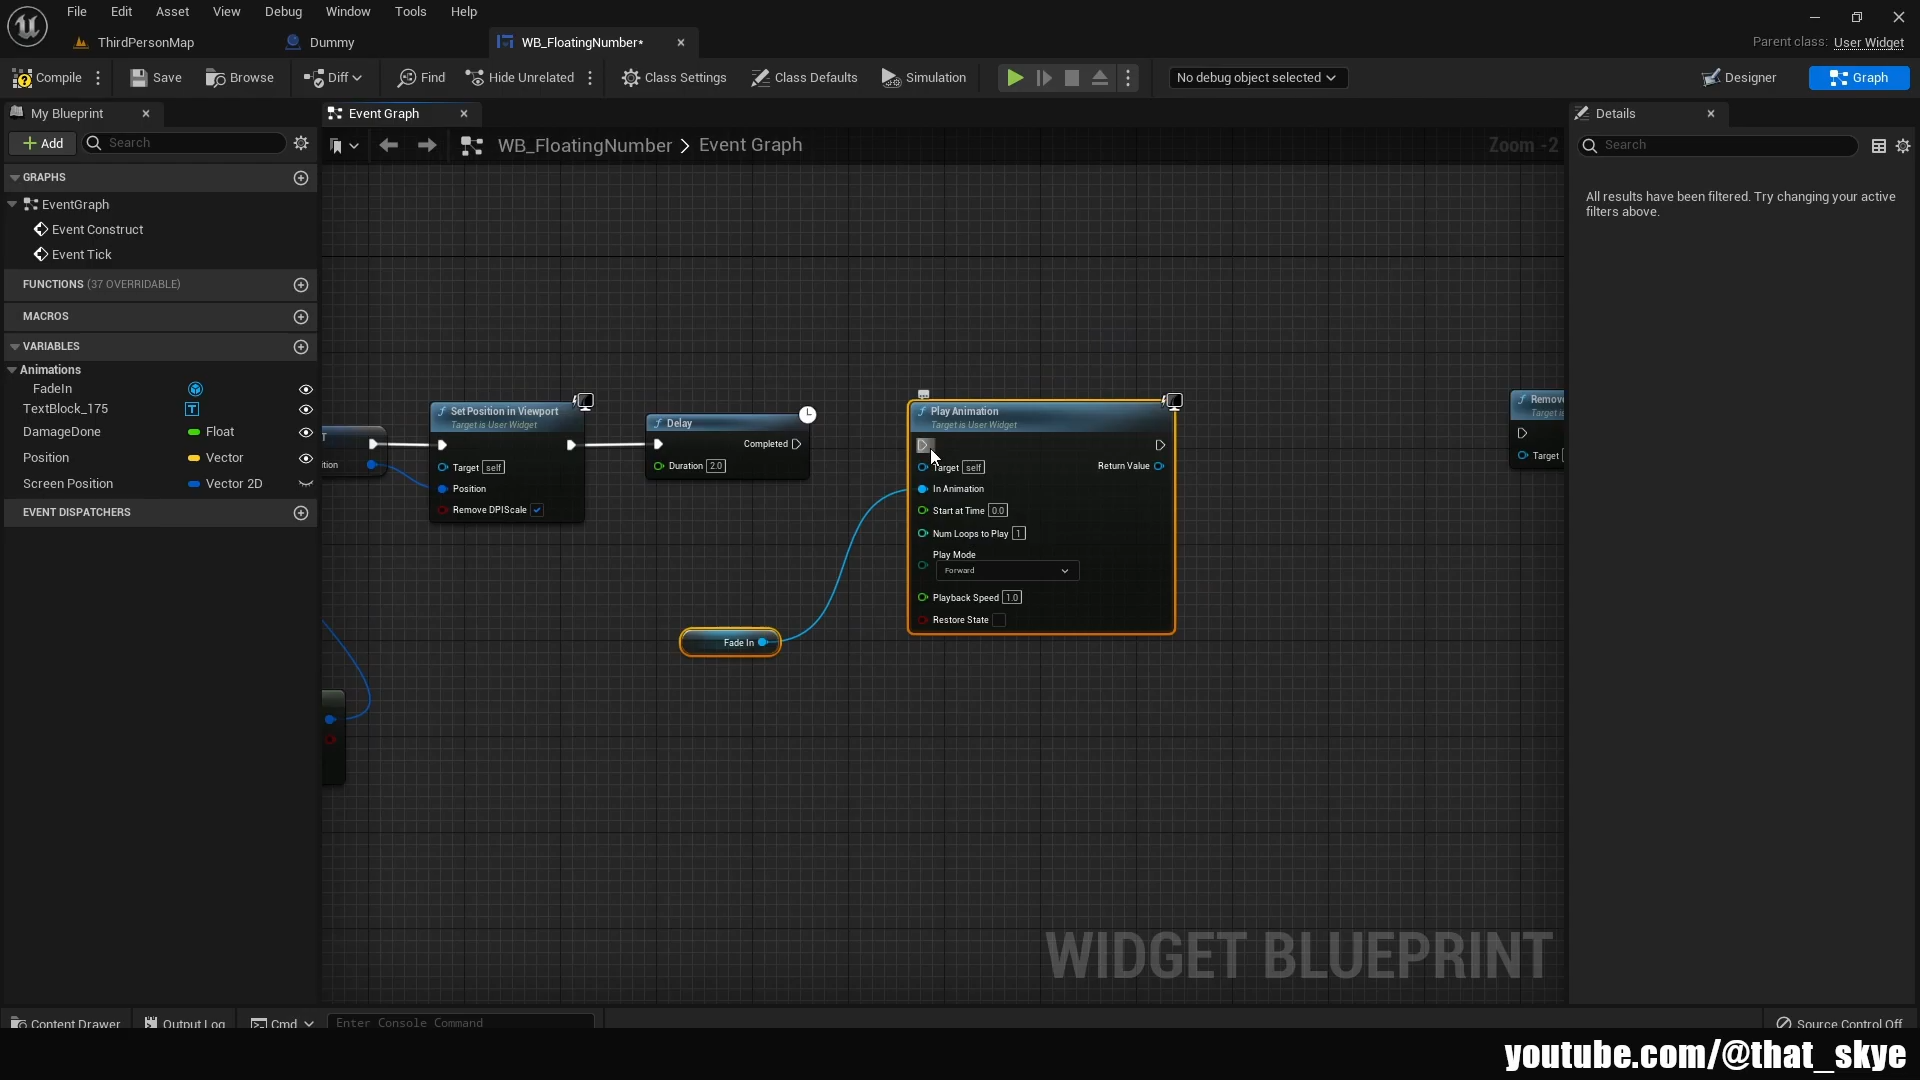 File Edit Asset View Debug Window Tools Help
ThirdPersonMap Dummy WB_FloatingNumber* Parent class: User Widget
Compile Save Browse Diff Find Hide Unrelated Class Settings Class Defaults Simulation No debug object selected Designer Graph
My Blueprint Event Graph Details
Add Search WB_FloatingNumber > Event Graph Zoom -2 Search
GRAPHS
EventGraph
Event Construct
Event Tick
FUNCTIONS (37 OVERRIDABLE)
MACROS
VARIABLES
Animations
FadeIn
TextBlock_175
DamageDone Float
Position Vector
Screen Position Vector 2D
EVENT DISPATCHERS
All results have been filtered. Try changing your active
filters above.
T
tion
Set Position in Viewport
Target is User Widget
Target self
Position
Remove DPIScale
Delay
Completed
Duration 2.0
Fade In
Play Animation
Target is User Widget
Target self
Return Value
In Animation
Start at Time 0.0
Num Loops to Play 1
Play Mode
Forward
Playback Speed 1.0
Restore State
Remove
Target is
Target
WIDGET BLUEPRINT
Content Drawer Output Log Cmd Enter Console Command Source Control Off
youtube.com/@that_skye